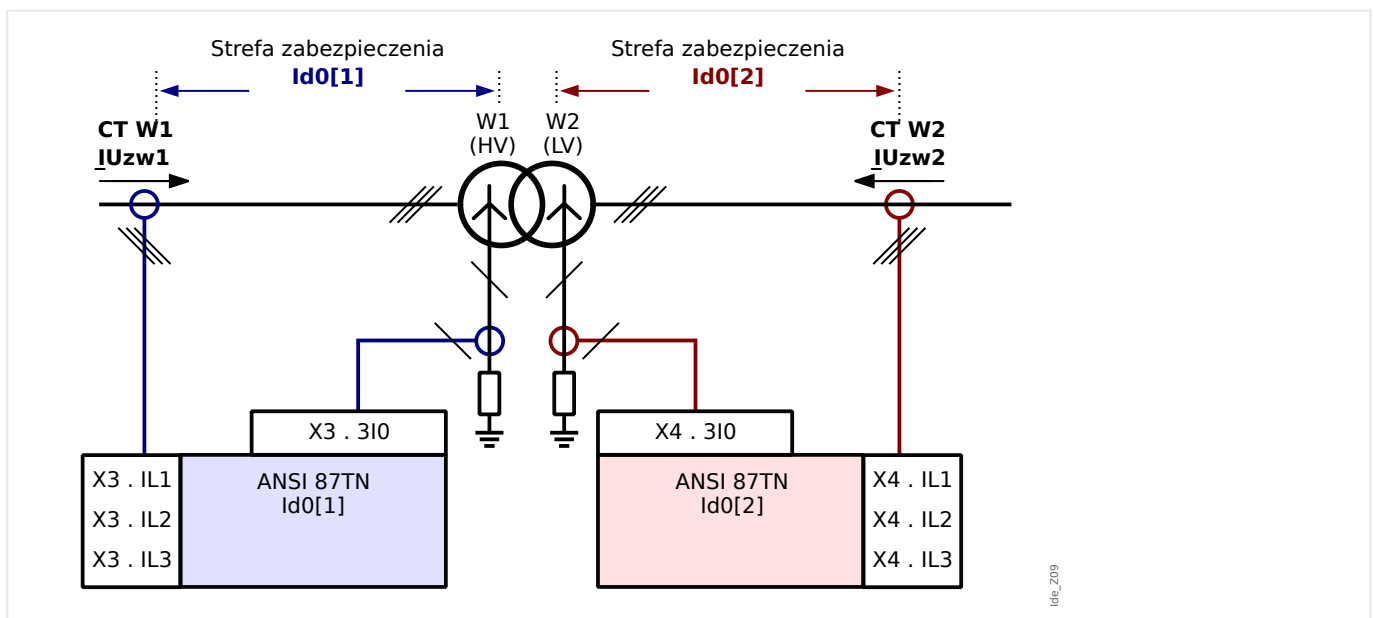 Strefa zabezpieczenia
Id0[1]
Strefa zabezpieczenia
Id0[2]
CT W1
IUzw1
W1
(HV)
W2
(LV)
CT W2
IUzw2
X3 . 3I0
X4 . 3I0
X3 . IL1
X3 . IL2
X3 . IL3
ANSI 87TN
Id0[1]
ANSI 87TN
Id0[2]
X4 . IL1
X4 . IL2
X4 . IL3
Ide_Z09